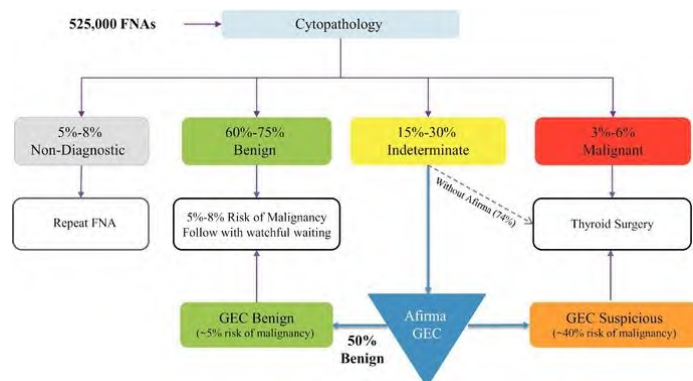 525,000 FNAs
Cytopathology
5%-8%
Non-Diagnostic
60%-75%
Benign
15%-30%
Indeterminate
3%-6%
Malignant
Without Afirma (74%)
Repeat FNA
5%-8% Risk of Malignancy
Follow with watchful waiting
Thyroid Surgery
GEC Benign
(~5% risk of malignancy)
50%
Benign
Afirma
GEC
GEC Suspicious
(~40% risk of malignancy)